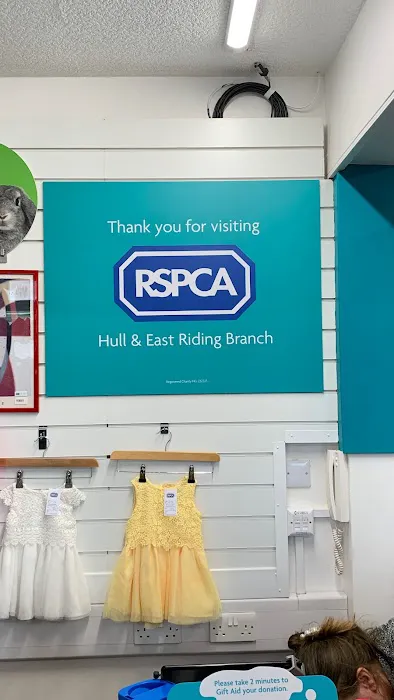 Thank you for visiting
RSPCA
Hull & East Riding Branch
Please take 2 minutes to
Gift Aid your donation.